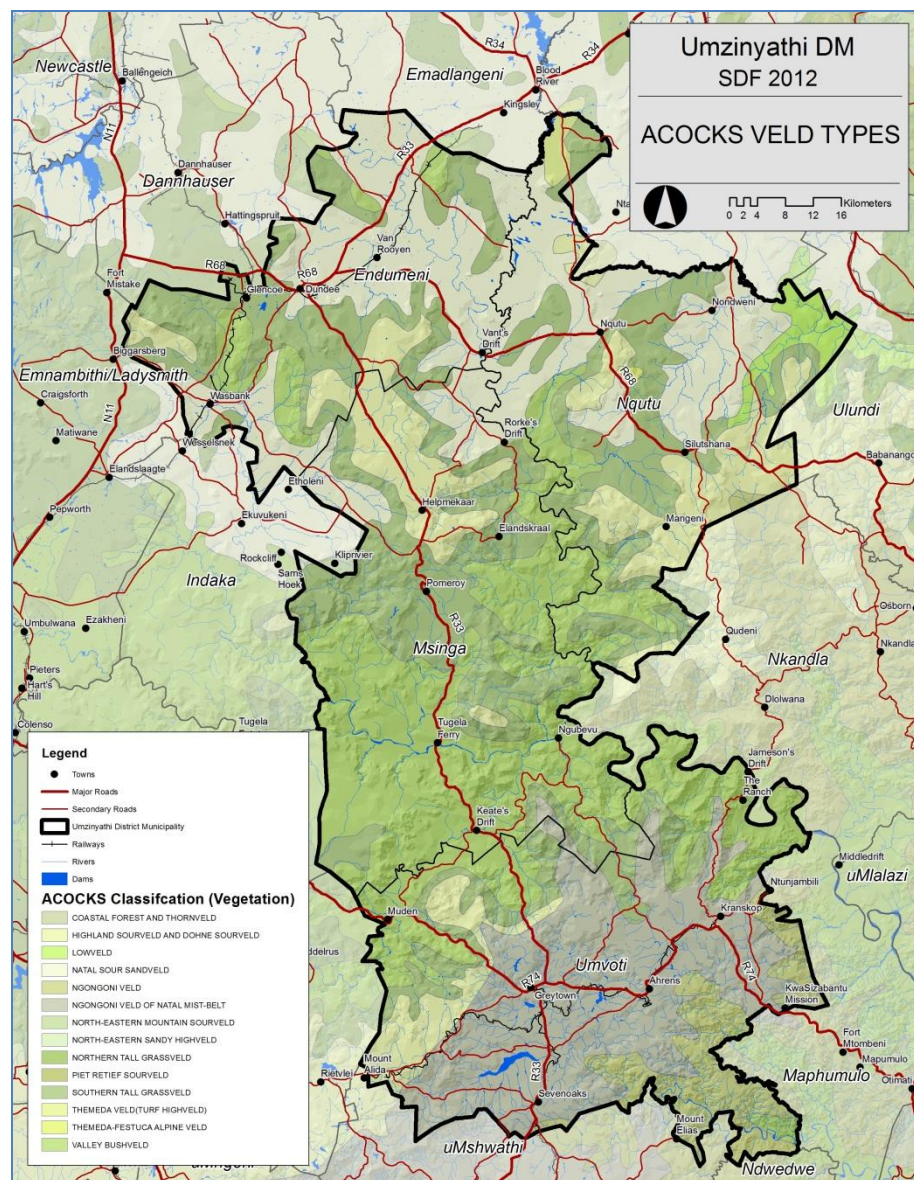 Umzinyathi DM
SDF 2012
ACOCKS VELD TYPES
Kilometers
0 2 4 8 12 16
Newcastle
Ballengeich
Emadlangeni
R34
R34
Blood
River
Kingsley
N11
R33
Dannhauser
Dannhauser
Hattingspruit
Nta
Van
Rooyen
Endumeni
R68
R68
Fort
Mistake
Glencoe
Dundee
Nondweni
Nqutu
Vant's
Drift
Biggarsberg
Emnambithi/Ladysmith
R68
Nqutu
Ulundi
Craigsforth
Wasbank
N11
Matiwane
Wesselsnek
Rorke's
Drift
Silutshana
Babanango
Elandslaagte
Etholeni
Pepworth
Ekuvukeni
Helpmekaar
Mangeni
Elandskraal
Rockcliff
Kliprivier
Sams
Hoek
Indaka
Pomeroy
R33
Osborn
Umbulwana
Ezakheni
Msinga
Qudeni
Nkandla
Nkandla
Pieters
Hart's
Hill
Dlolwana
Colenso
Tugela
Tugela
Ferry
Ngubevu
Jameson's
Drift
The
Ranch
Keate's
Drift
Middledrift
uMlalazi
Ntunjambili
Muden
Kranskop
ddelrus
Umvoti
R74
R74
Greytown
Ahrens
KwaSizabantu
Mission
Fort
Mtombeni
Mapumulo
Maphumulo
Otimati
Rietvlei
Mount
Alida
R33
Sevenoaks
Mount
Elias
uMshwathi
Ndwedwe
Legend
Towns
Major Roads
Secondary Roads
Umzinyathi District Municipality
Railways
Rivers
Dams
ACOCKS Classifcation (Vegetation)
COASTAL FOREST AND THORNVELD
HIGHLAND SOURVELD AND DOHNE SOURVELD
LOWVELD
NATAL SOUR SANDVELD
NGONGONI VELD
NGONGONI VELD OF NATAL MIST-BELT
NORTH-EASTERN MOUNTAIN SOURVELD
NORTH-EASTERN SANDY HIGHVELD
NORTHERN TALL GRASSVELD
PIET RETIEF SOURVELD
SOUTHERN TALL GRASSVELD
THEMEDA VELD(TURF HIGHVELD)
THEMEDA-FESTUCA ALPINE VELD
VALLEY BUSHVELD